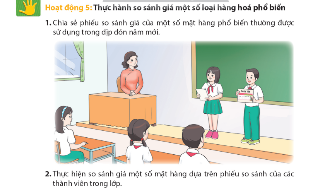 Hoạt động 5: Thực hành so sánh giá một số loại hàng hoá phổ biến
1. Chia sẻ phiếu so sánh giá của một số mặt hàng phổ biến thường được
sử dụng trong dịp đón năm mới.
2. Thực hiện so sánh giá một số mặt hàng dựa trên phiếu so sánh của các
thành viên trong lớp.